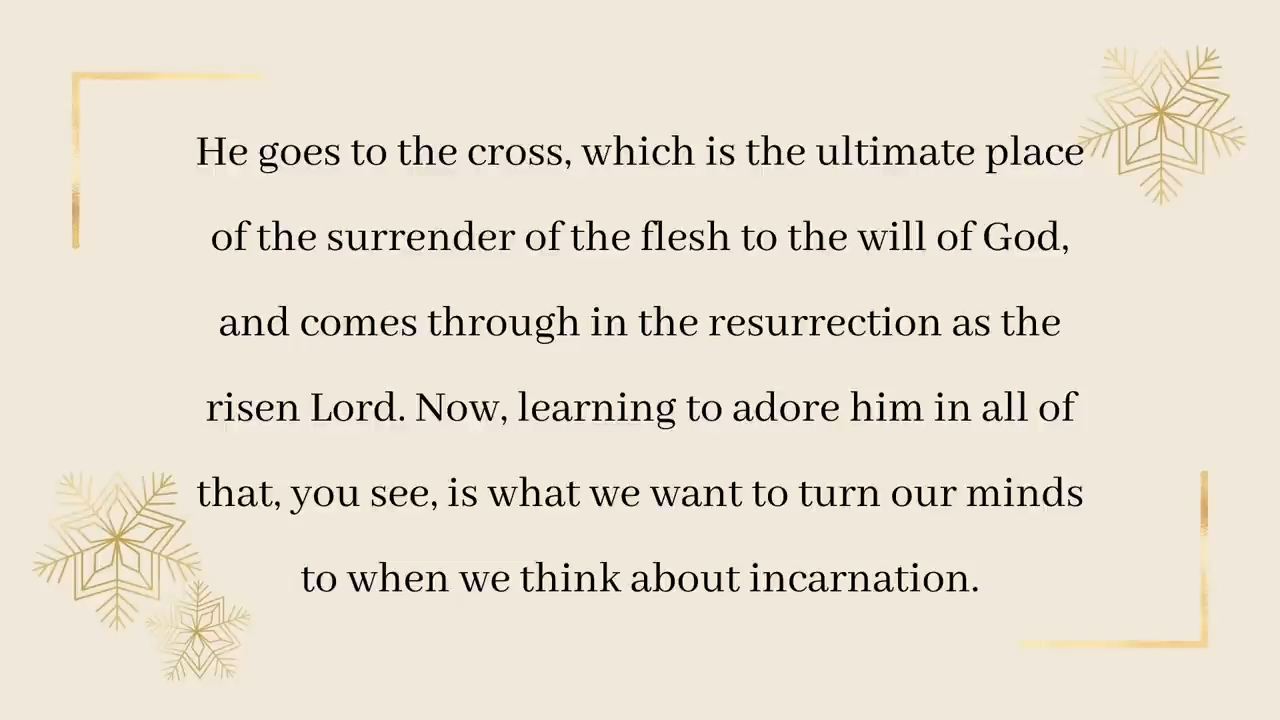 He goes to the cross, which is the ultimate place
of the surrender of the flesh to the will of God,
and comes through in the resurrection as the
risen Lord. Now, learning to adore him in all of
that, you see, is what we want to turn our minds
to when we think about incarnation.